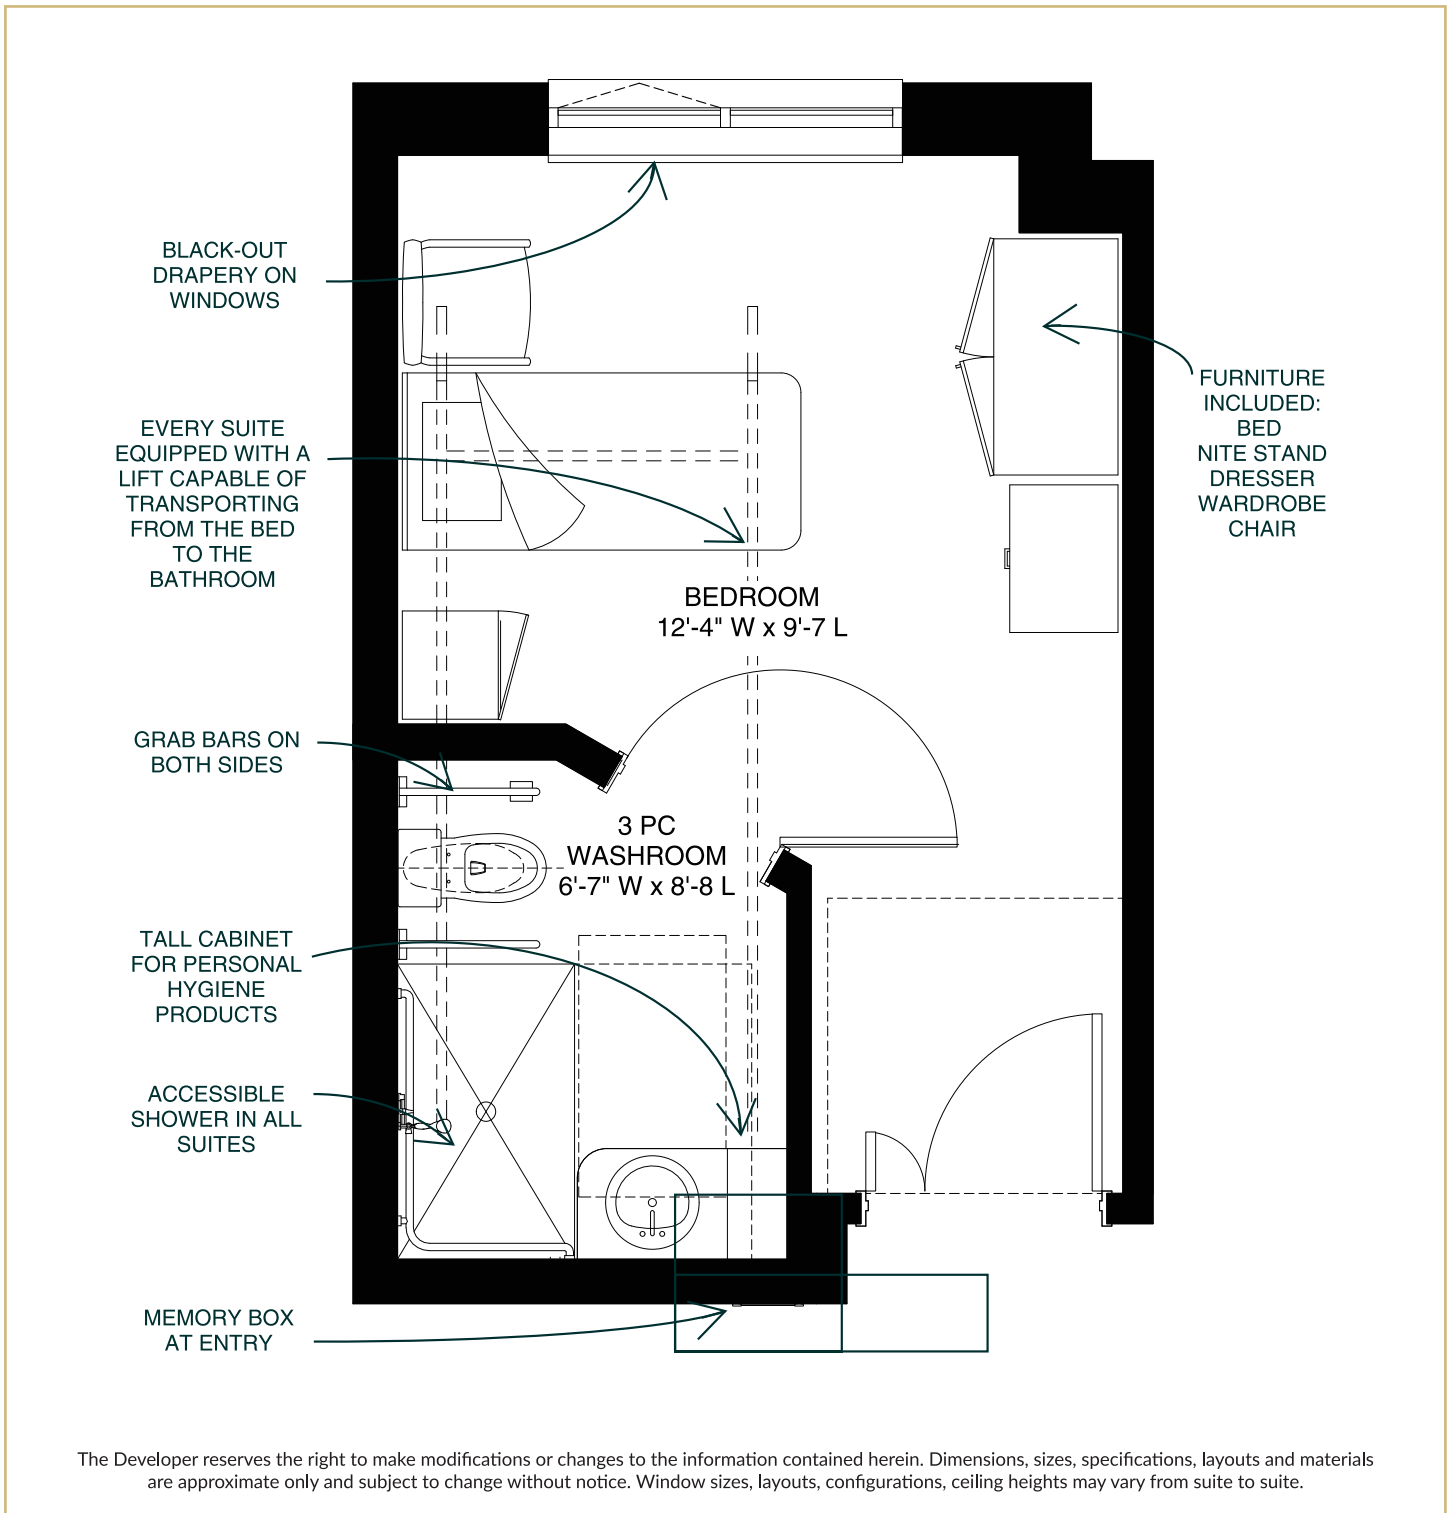 BLACK-OUT
DRAPERY ON
WINDOWS
FURNITURE
INCLUDED:
BED
NITE STAND
DRESSER
WARDROBE
CHAIR
EVERY SUITE
EQUIPPED WITH A
LIFT CAPABLE OF
TRANSPORTING
FROM THE BED
TO THE
BATHROOM
BEDROOM
12'-4" W x 9'-7 L
GRAB BARS ON
BOTH SIDES
3 PC
WASHROOM
6'-7" W x 8'-8 L
TALL CABINET
FOR PERSONAL
HYGIENE
PRODUCTS
ACCESSIBLE
SHOWER IN ALL
SUITES
MEMORY BOX
AT ENTRY
The Developer reserves the right to make modifications or changes to the information contained herein. Dimensions, sizes, specifications, layouts and materials
are approximate only and subject to change without notice. Window sizes, layouts, configurations, ceiling heights may vary from suite to suite.